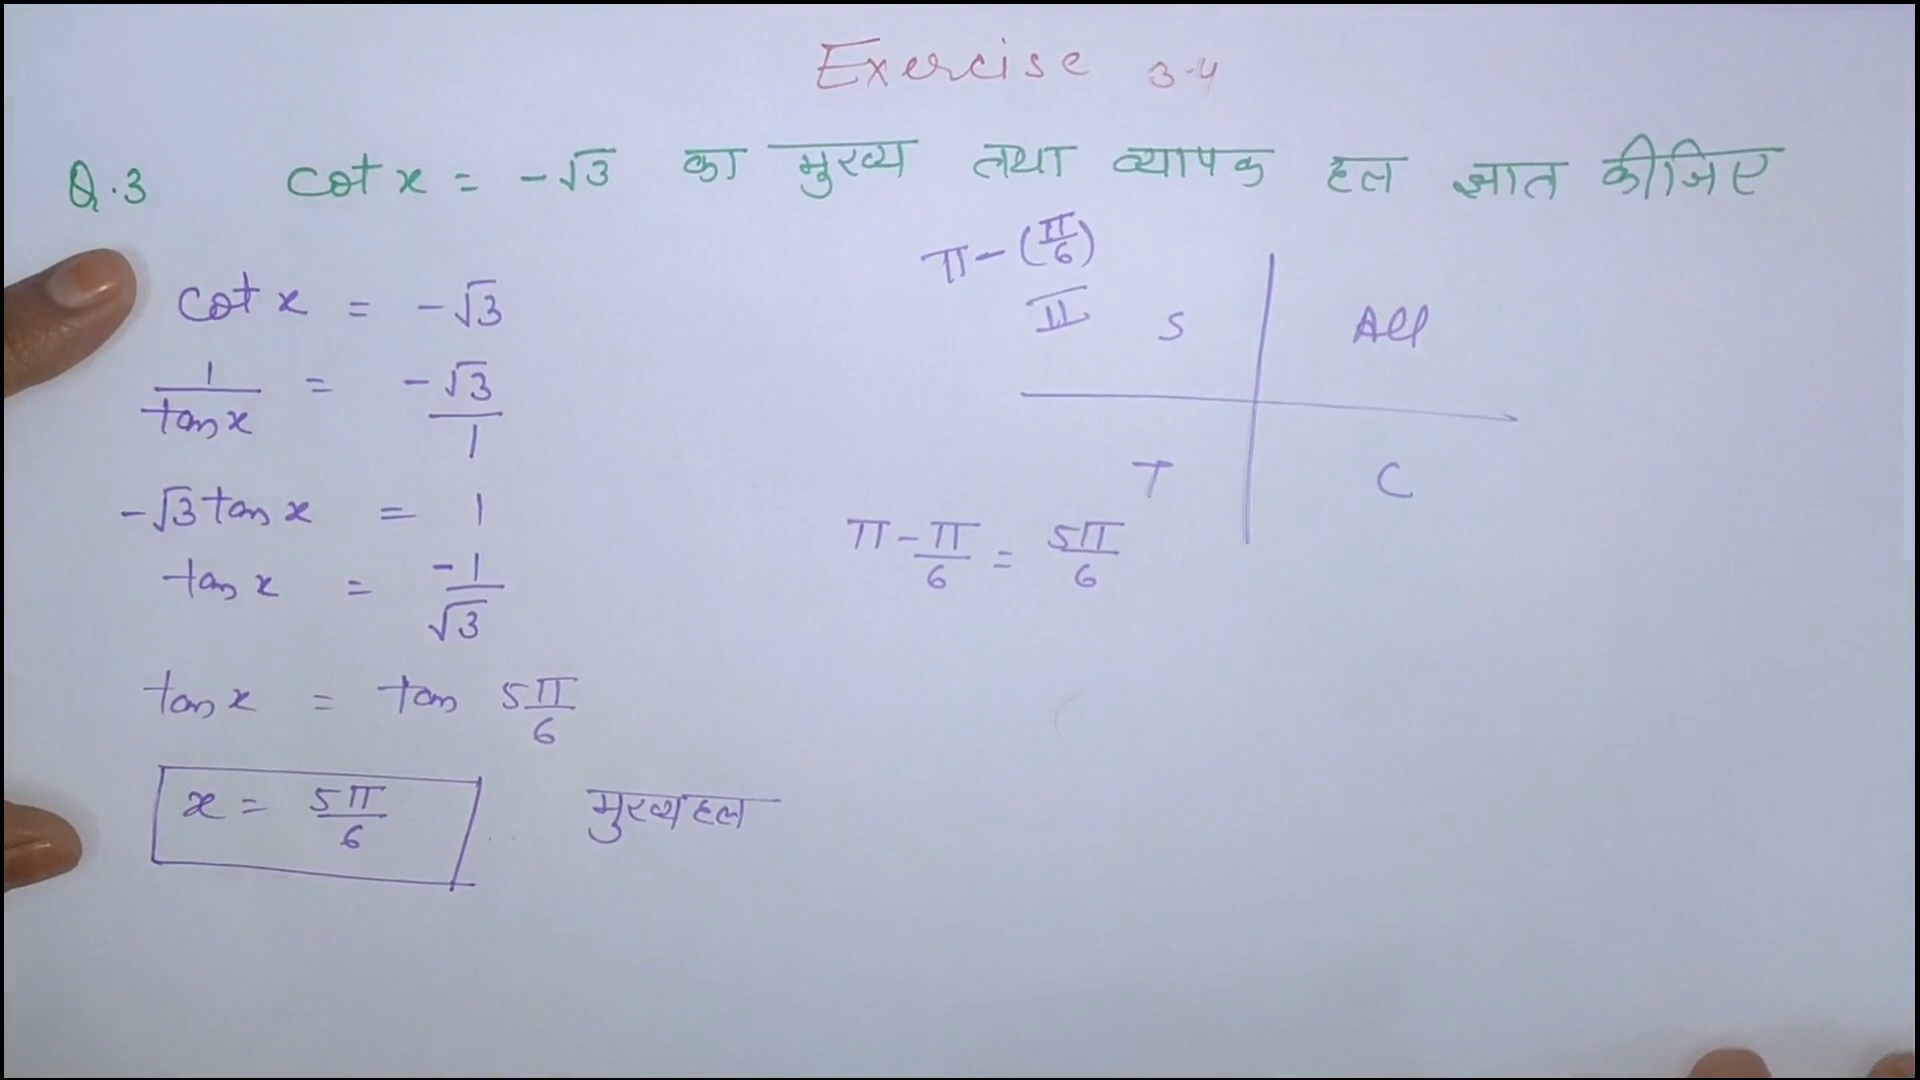 Exercise 3.4
Q.3 cot x = -√3 का मुख्य तथा व्यापक हल ज्ञात कीजिए
cot x = -√3
1/tan x = -√3/1
-√3 tan x = 1
tan x = -1/√3
tan x = tan 5π/6
x = 5π/6 मुख्य हल
π - (π/6)
II S All
T C
π - π/6 = 5π/6